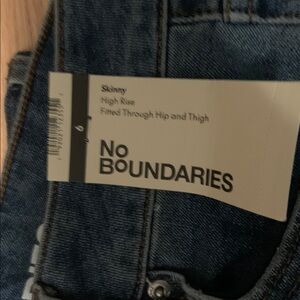 Skinny
High Rise
Fitted Through Hip and Thigh
No
BOUNDARIES